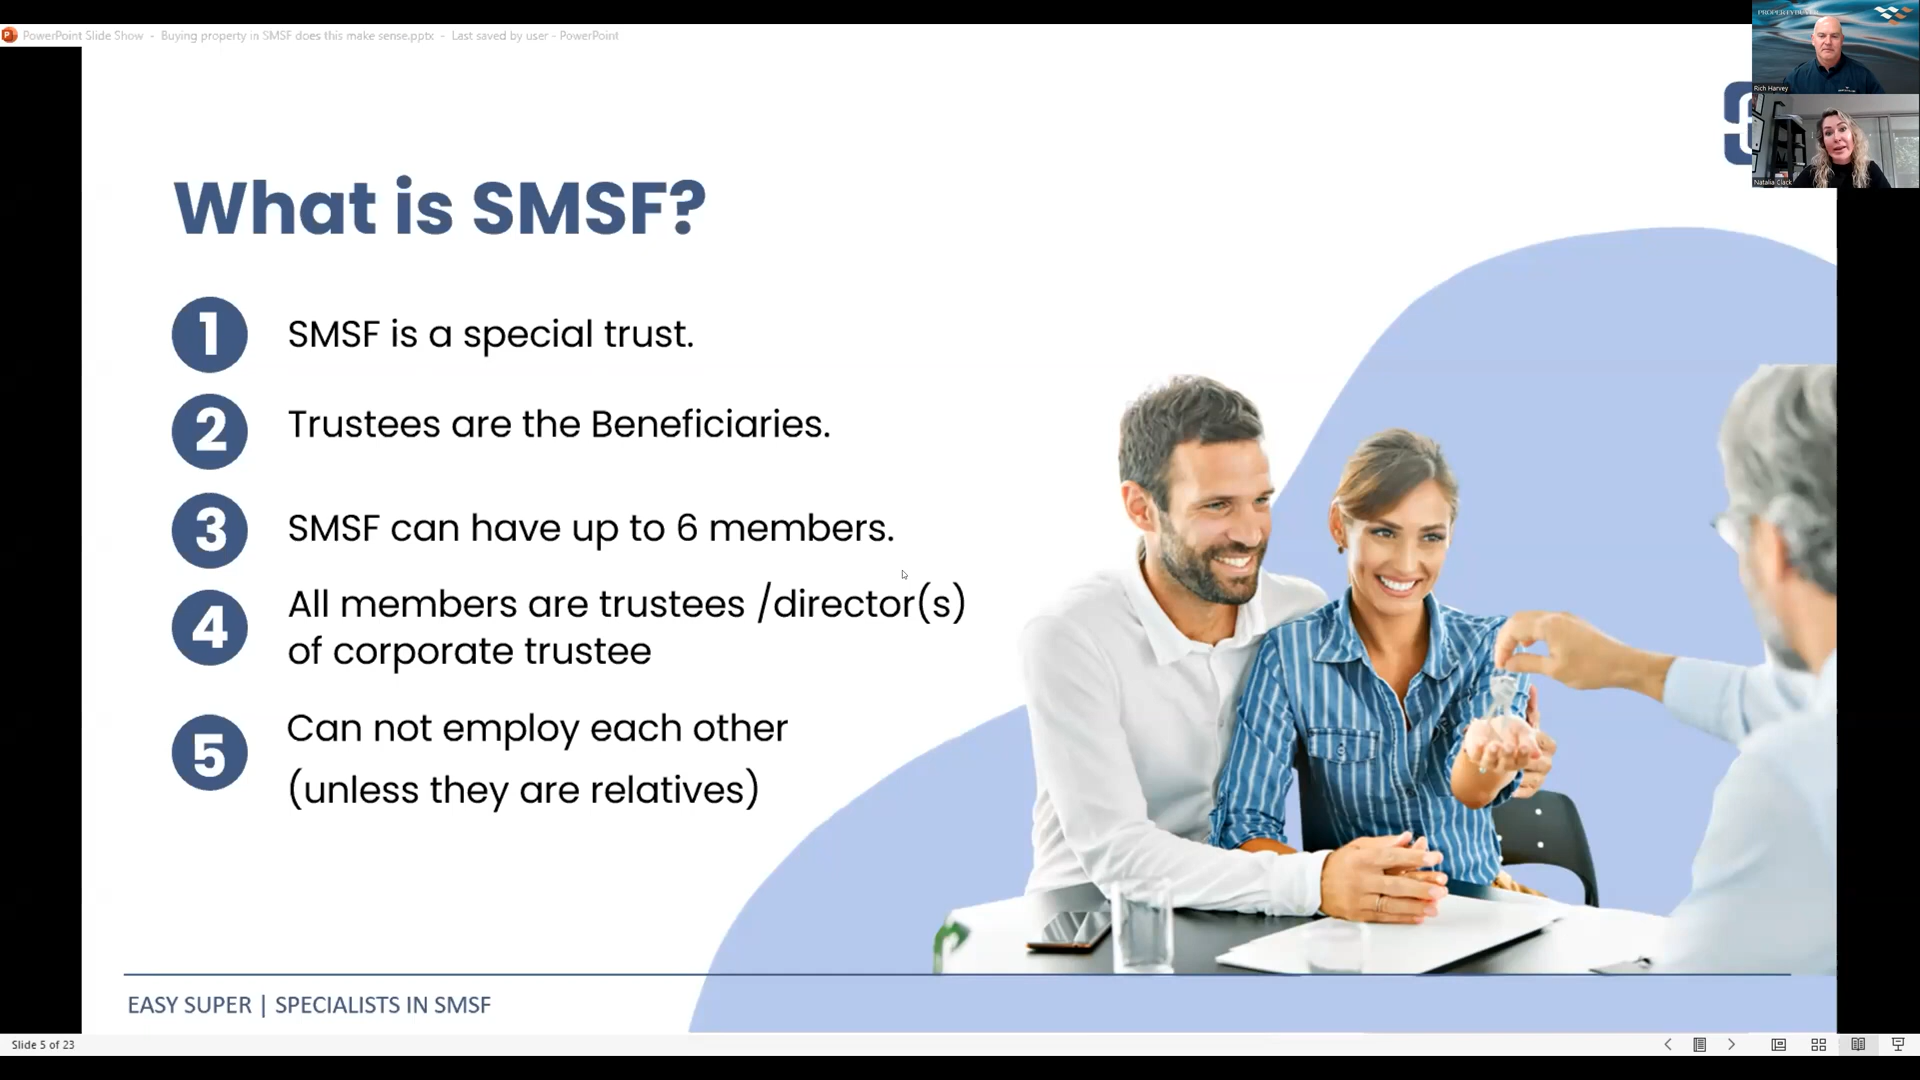 PowerPoint Slide Show - Buying property in SMSF does this make sense.pptx - Last saved by user - PowerPoint
Rich Harvey
Natalia Clack
What is SMSF?
1 SMSF is a special trust.
2 Trustees are the Beneficiaries.
3 SMSF can have up to 6 members.
4 All members are trustees /director(s)
of corporate trustee
5 Can not employ each other
(unless they are relatives)
EASY SUPER | SPECIALISTS IN SMSF
Slide 5 of 23